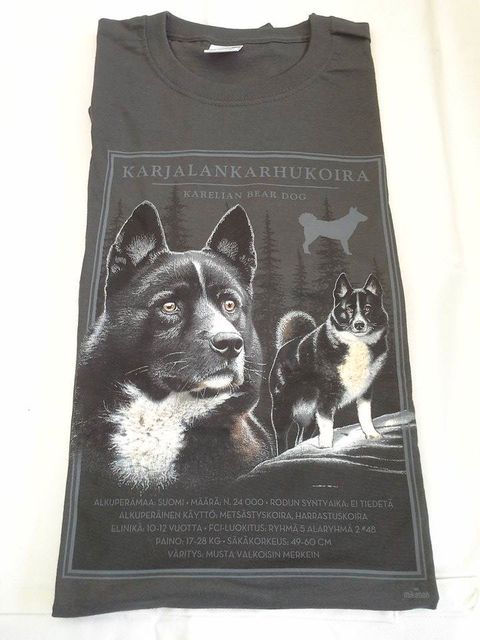 KARJALANKARHUKOIRA
KARELIAN BEAR DOG
ALKUPERÄMAA: SUOMI • MÄÄRÄ: N. 24 000 • RODUN SYNTYAIKA: EI TIEDETÄ
ALKUPERÄINEN KÄYTTÖ: METSÄSTYSKOIRA, HARRASTUSKOIRA
ELINIKÄ: 10-12 VUOTTA • FCI-LUOKITUS: RYHMÄ 5 ALARYHMÄ 2 #48
PAINO: 17-28 KG • SÄKÄKORKEUS: 49-60 CM
VÄRITYS: MUSTA VALKOISIN MERKEIN